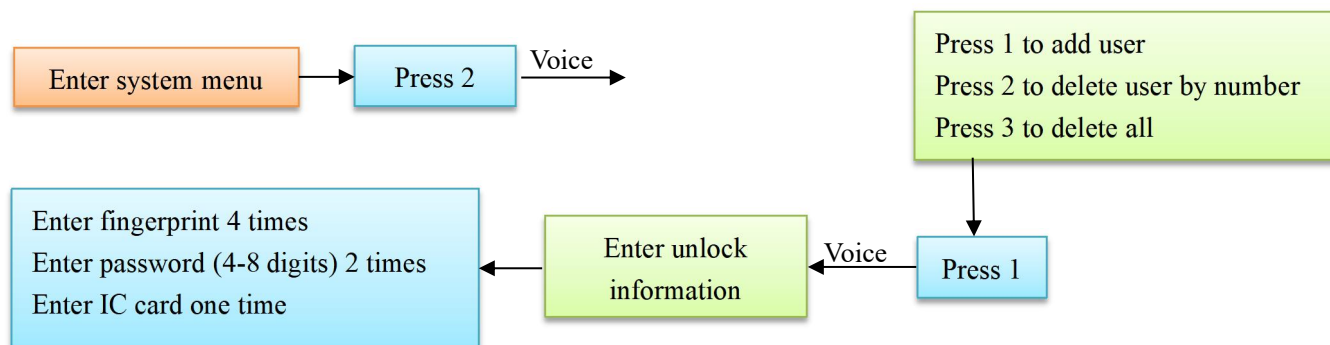 Enter system menu
Press 2
Voice
Press 1 to add user
Press 2 to delete user by number
Press 3 to delete all
Press 1
Voice
Enter unlock
information
Enter fingerprint 4 times
Enter password (4-8 digits) 2 times
Enter IC card one time